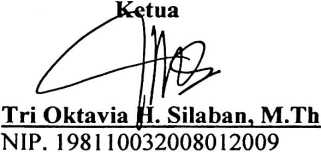 Ketua
Tri Oktavia H. Silaban, M.Th
NIP. 198110032008012009